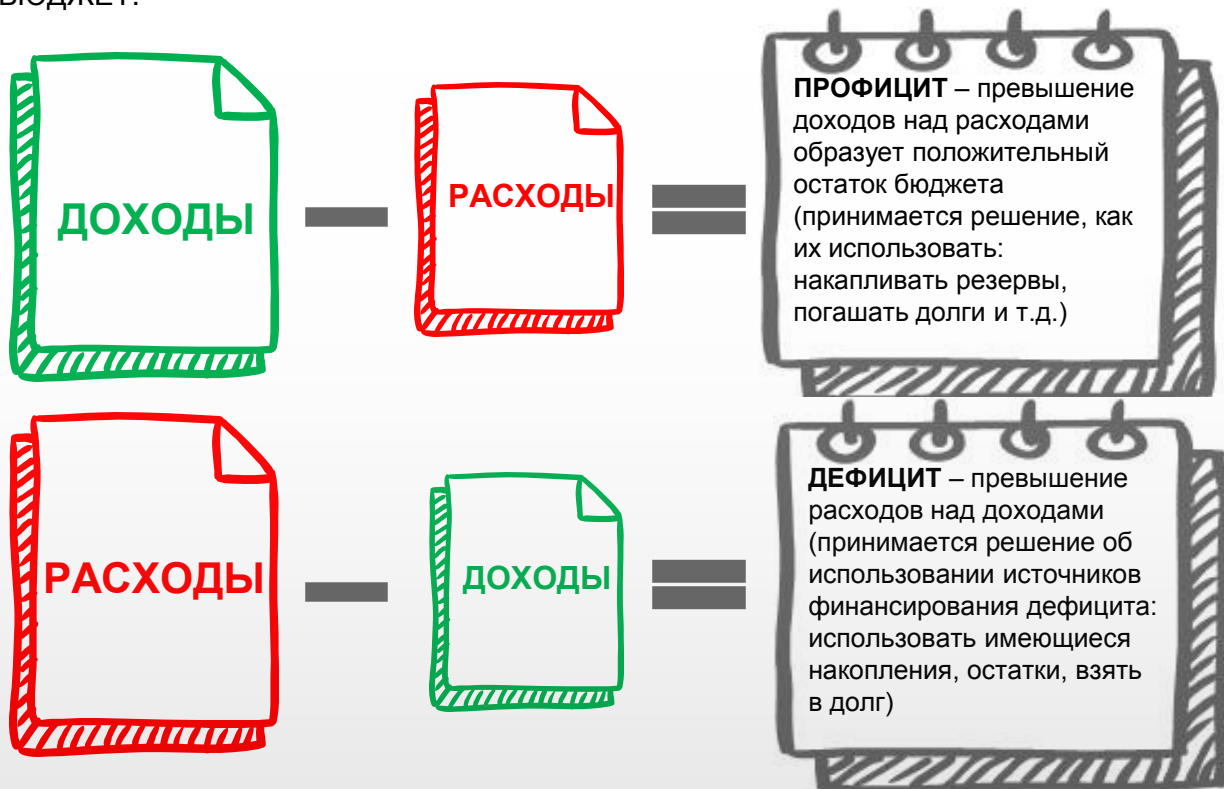 БЮДЖЕТ:
ДОХОДЫ
РАСХОДЫ
ПРОФИЦИТ – превышение
доходов над расходами
образует положительный
остаток бюджета
(принимается решение, как
их использовать:
накапливать резервы,
погашать долги и т.д.)
РАСХОДЫ
ДОХОДЫ
ДЕФИЦИТ – превышение
расходов над доходами
(принимается решение об
использовании источников
финансирования дефицита:
использовать имеющиеся
накопления, остатки, взять
в долг)